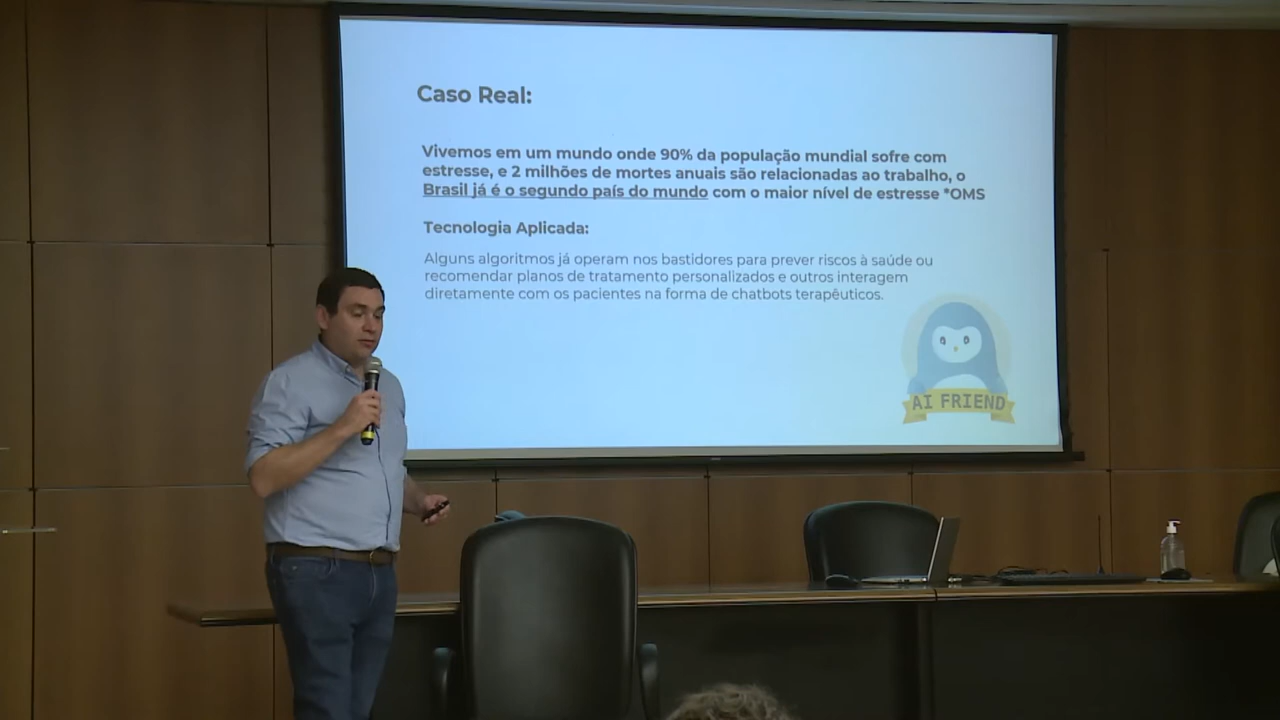 Caso Real:
Vivemos em um mundo onde 90% da população mundial sofre com
estresse, e 2 milhões de mortes anuais são relacionadas ao trabalho, o
Brasil já é o segundo país do mundo com o maior nível de estresse *OMS
Tecnologia Aplicada:
Alguns algoritmos já operam nos bastidores para prever riscos à saúde ou
recomendar planos de tratamento personalizados e outros interagem
diretamente com os pacientes na forma de chatbots terapêuticos.
AI FRIEND